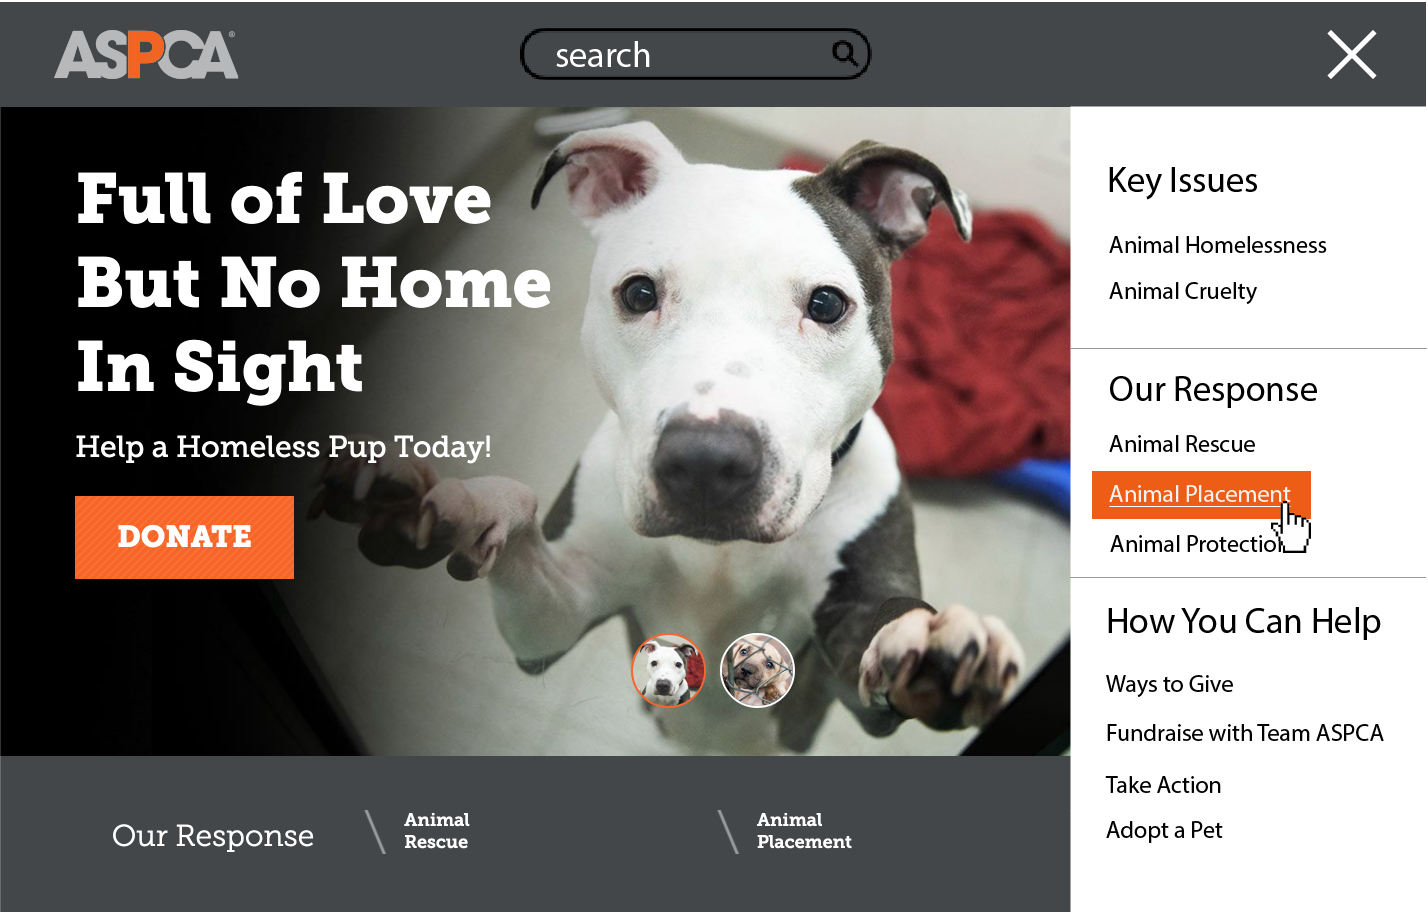 ASPCA®
search
Full of Love
But No Home
In Sight
Help a Homeless Pup Today!
DONATE
Our Response
Animal
Rescue
Animal
Placement
Key Issues
Animal Homelessness
Animal Cruelty
Our Response
Animal Rescue
Animal Placement
Animal Protection
How You Can Help
Ways to Give
Fundraise with Team ASPCA
Take Action
Adopt a Pet